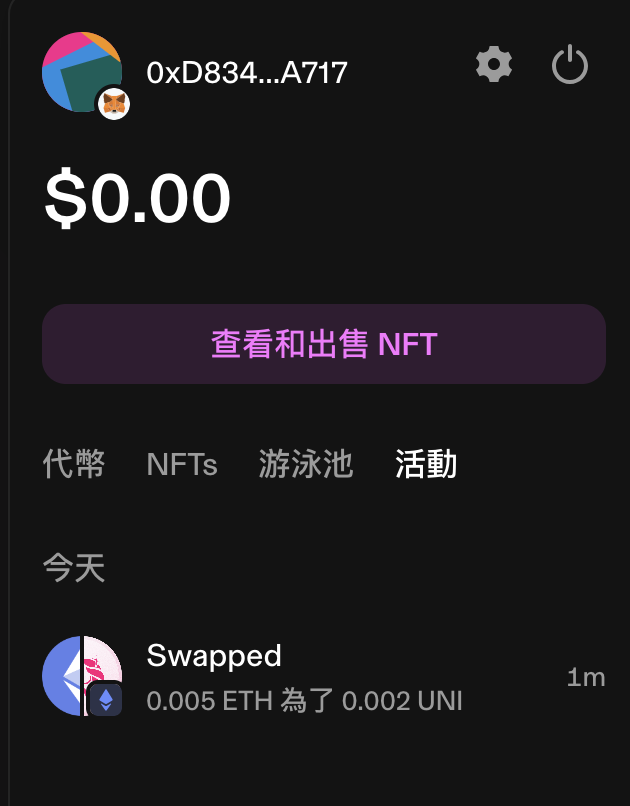 0xD834...A717
$0.00
查看和出售 NFT
代幣 NFTs 游泳池 活動
今天
Swapped
0.005 ETH 為了 0.002 UNI
1m